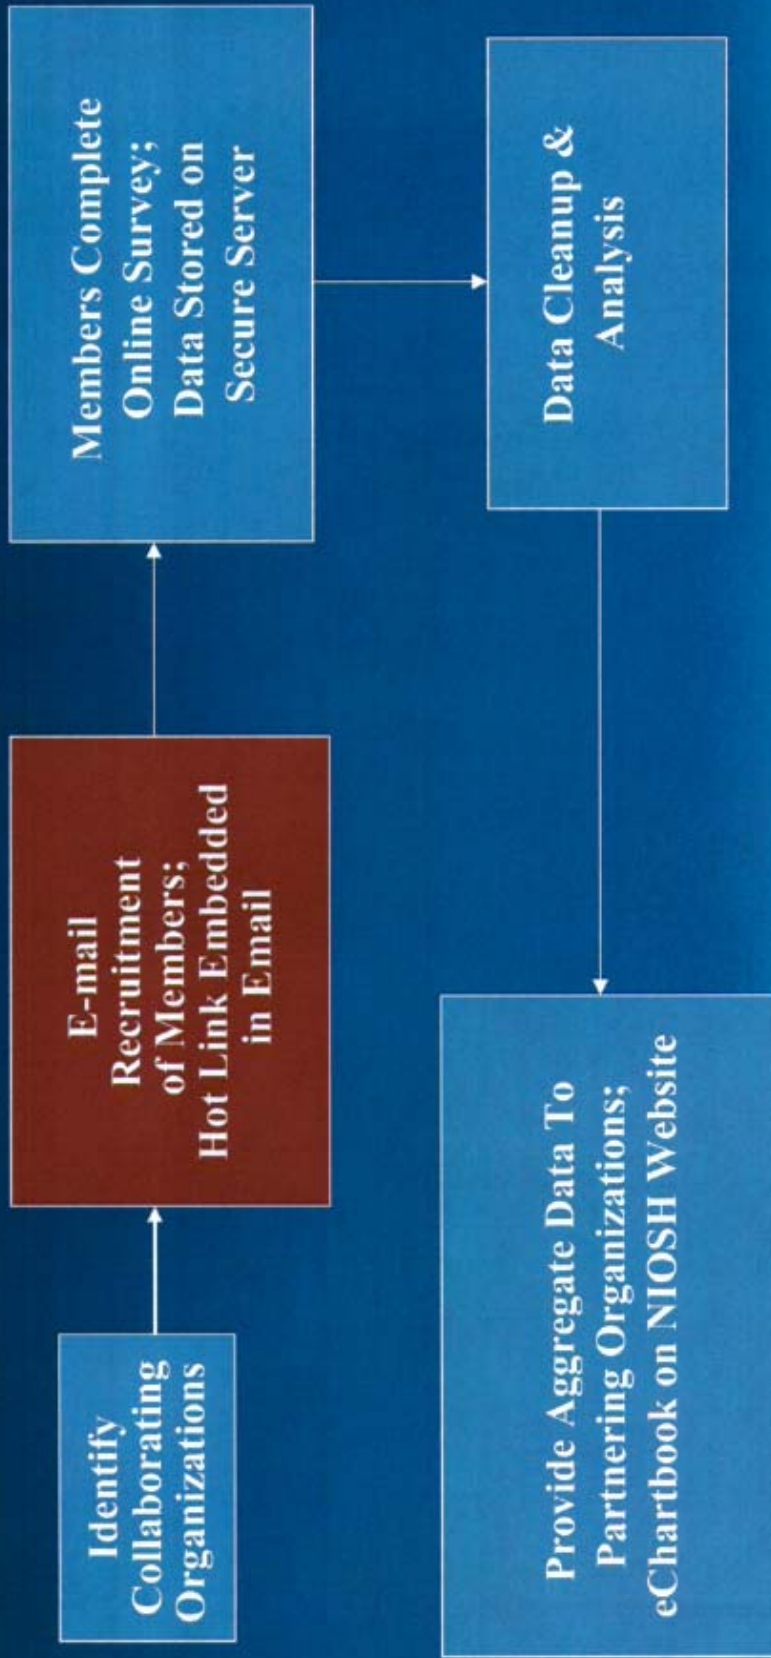 Identify
Collaborating
Organizations
E-mail
Recruitment
of Members;
Hot Link Embedded
in Email
Members Complete
Online Survey;
Data Stored on
Secure Server
Data Cleanup &
Analysis
Provide Aggregate Data To
Partnering Organizations;
eChartbook on NIOSH Website